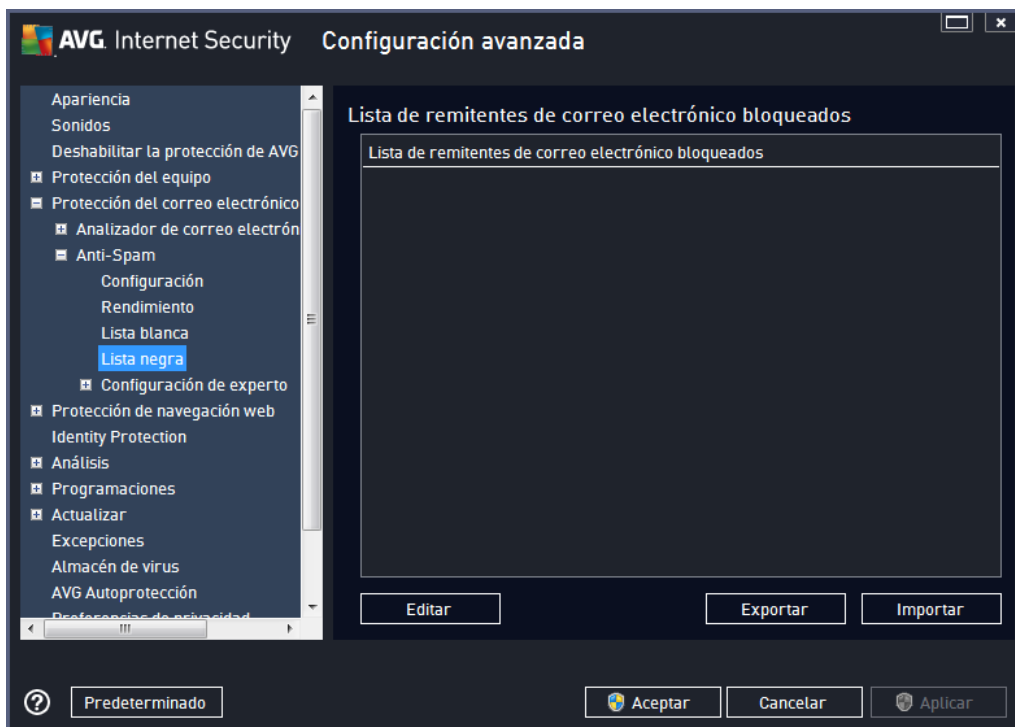 AVG. Internet Security
Configuración avanzada
Apariencia
Sonidos
Deshabilitar la protección de AVG
Protección del equipo
Protección del correo electrónico
Analizador de correo electrón
Anti-Spam
Configuración
Rendimiento
Lista blanca
Lista negra
Configuración de experto
Protección de navegación web
Identity Protection
Análisis
Programaciones
Actualizar
Excepciones
Almacén de virus
AVG Autoprotección
Preferencias de privacidad
Lista de remitentes de correo electrónico bloqueados
Lista de remitentes de correo electrónico bloqueados
Editar
Exportar
Importar
Predeterminado
Aceptar
Cancelar
Aplicar